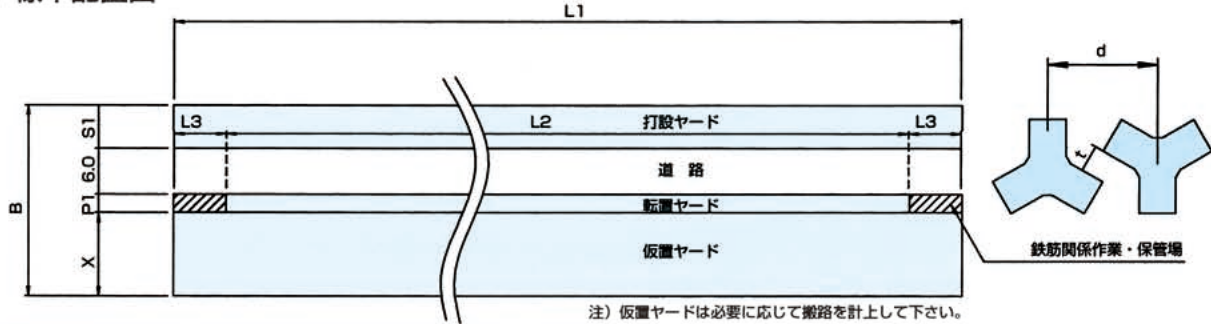 L1
d
B
S1
6.0
P1
X
L3
L2
打設ヤード
L3
t
道 路
転置ヤード
仮置ヤード
鉄筋関係作業・保管場
注）仮置ヤードは必要に応じて搬路を計上して下さい。